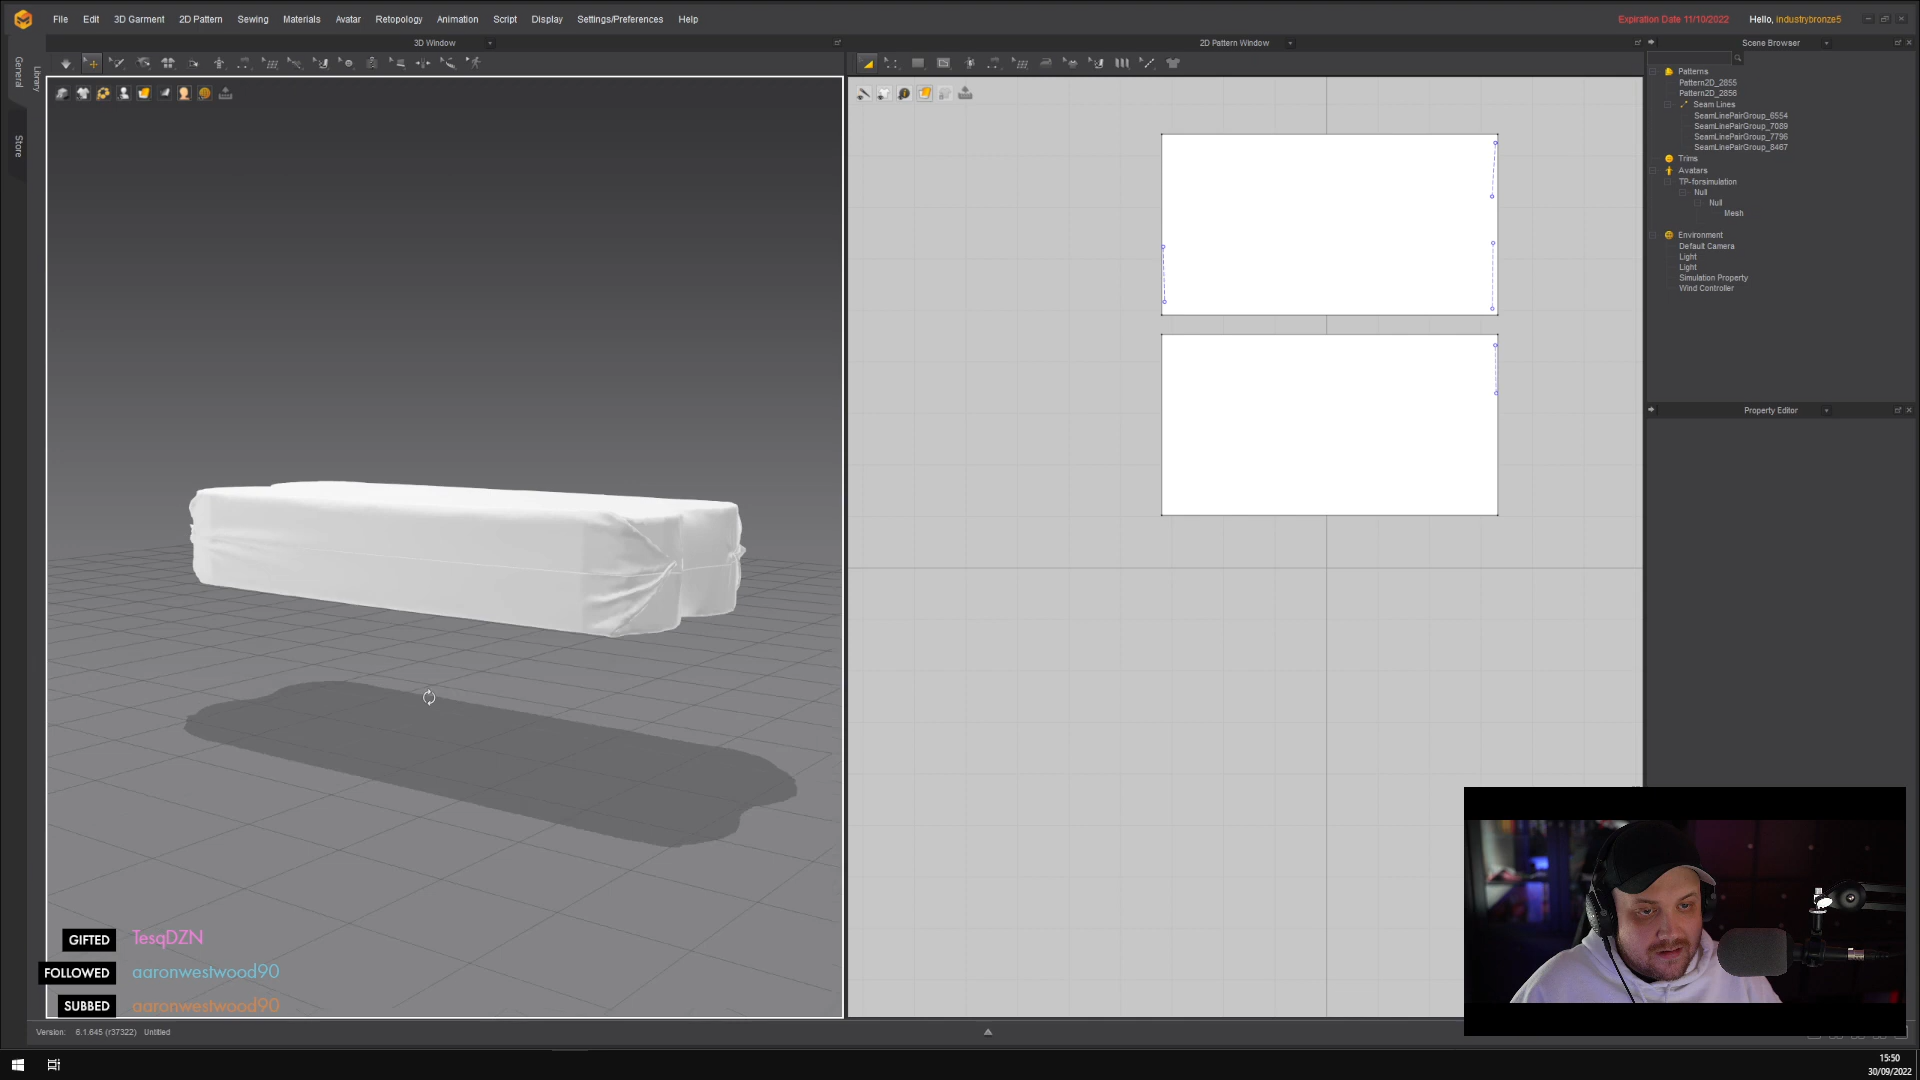 File Edit 3D Garment 2D Pattern Sewing Materials Avatar Retopology Animation Script Display Settings/Preferences Help
Expiration Date 11/10/2022 Hello, industrybronze5
3D Window
2D Pattern Window
Scene Browser
General
Library
Store
Patterns
Pattern2D_2855
Pattern2D_2856
Seam Lines
SeamLinePairGroup_6554
SeamLinePairGroup_7089
SeamLinePairGroup_7796
SeamLinePairGroup_8467
Trims
Avatars
TP-forsimulation
Null
Null
Mesh
Environment
Default Camera
Light
Light
Simulation Property
Wind Controller
Property Editor
GIFTED TesqDZN
FOLLOWED aaronwestwood90
SUBBED aaronwestwood90
Version: 6.1.645 (r37322) Untitled
15:50
30/09/2022